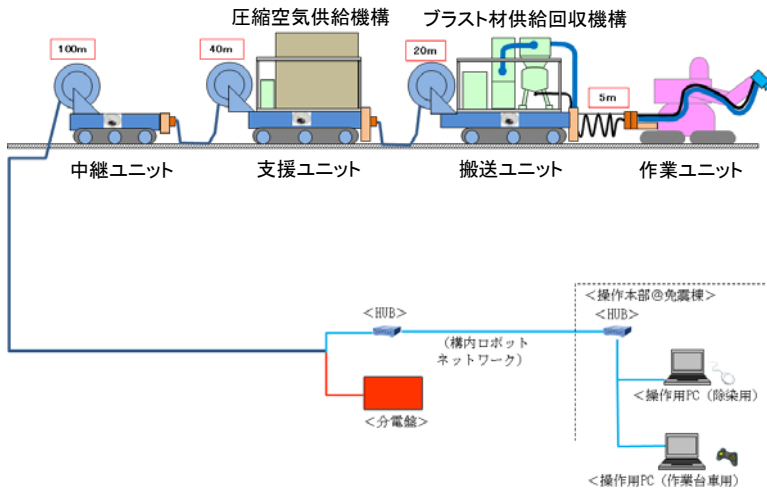 圧縮空気供給機構
ブラスト材供給回収機構
100m
40m
20m
5m
中継ユニット
支援ユニット
搬送ユニット
作業ユニット
<操作本部@免震棟>
<HUB>
<HUB>
(構内ロボット
ネットワーク)
<操作用PC(除染用)
<分電盤>
<操作用PC(作業台車用)